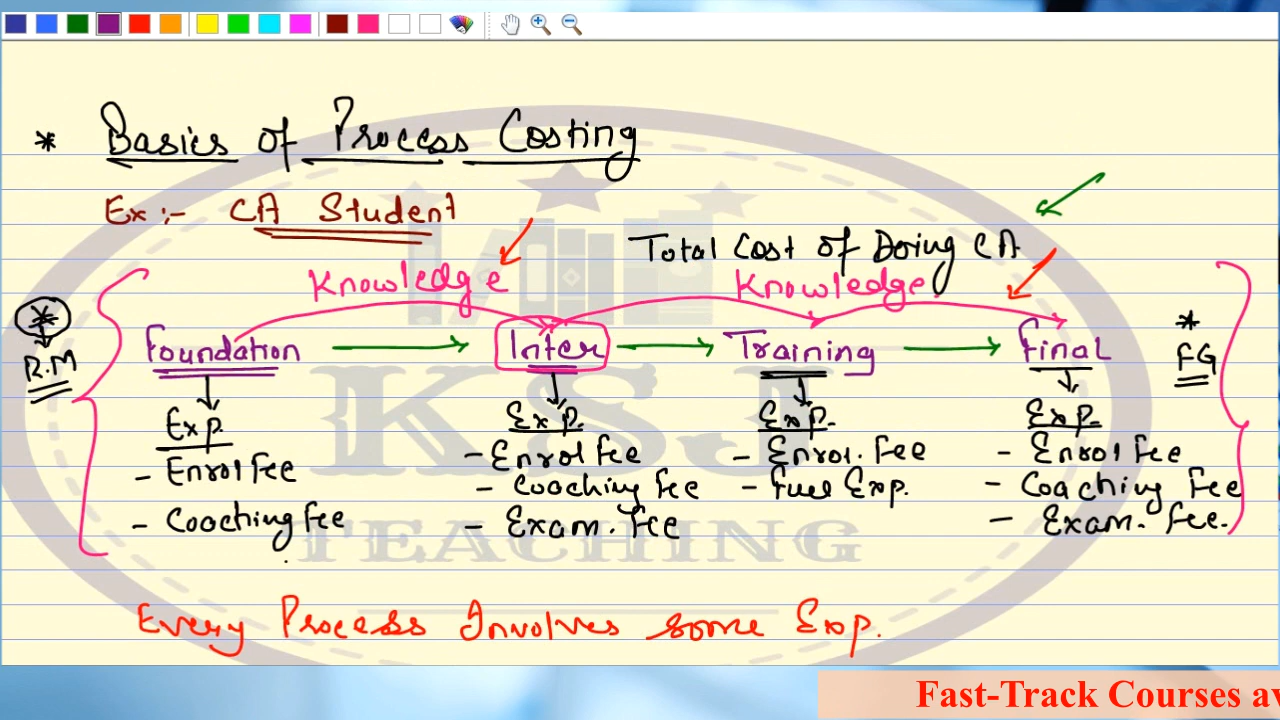 * Basics of Process Costing
Ex:- CA Student
Total Cost of Doing CA
Knowledge Knowledge
* R.M
Foundation → Inter → Training → Final
* FG
Exp. Exp. Exp. Exp.
- Enrol fee - Enrol fee - Enrol. fee - Enrol fee
- Coaching fee - Coaching fee - Fuel Exp. - Coaching fee
- Exam. fee - Exam. fee.
KSJ
TEACHING
Every Process Involves some Exp.
Fast-Track Courses av